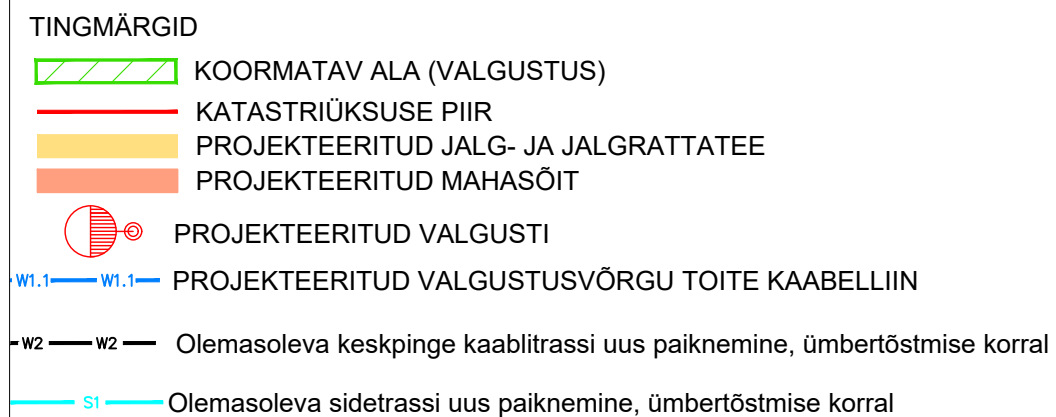 TINGMÄRGID
KOORMATAV ALA (VALGUSTUS)
KATASTRIÜKSUSE PIIR
PROJEKTEERITUD JALG- JA JALGRATTATEE
PROJEKTEERITUD MAHASÕIT
PROJEKTEERITUD VALGUSTI
W1.1 W1.1 PROJEKTEERITUD VALGUSTUSVÕRGU TOITE KAABELLIIN
W2 W2 Olemasoleva keskpinge kaablitrassi uus paiknemine, ümbertõstmise korral
S1 Olemasoleva sidetrassi uus paiknemine, ümbertõstmise korral